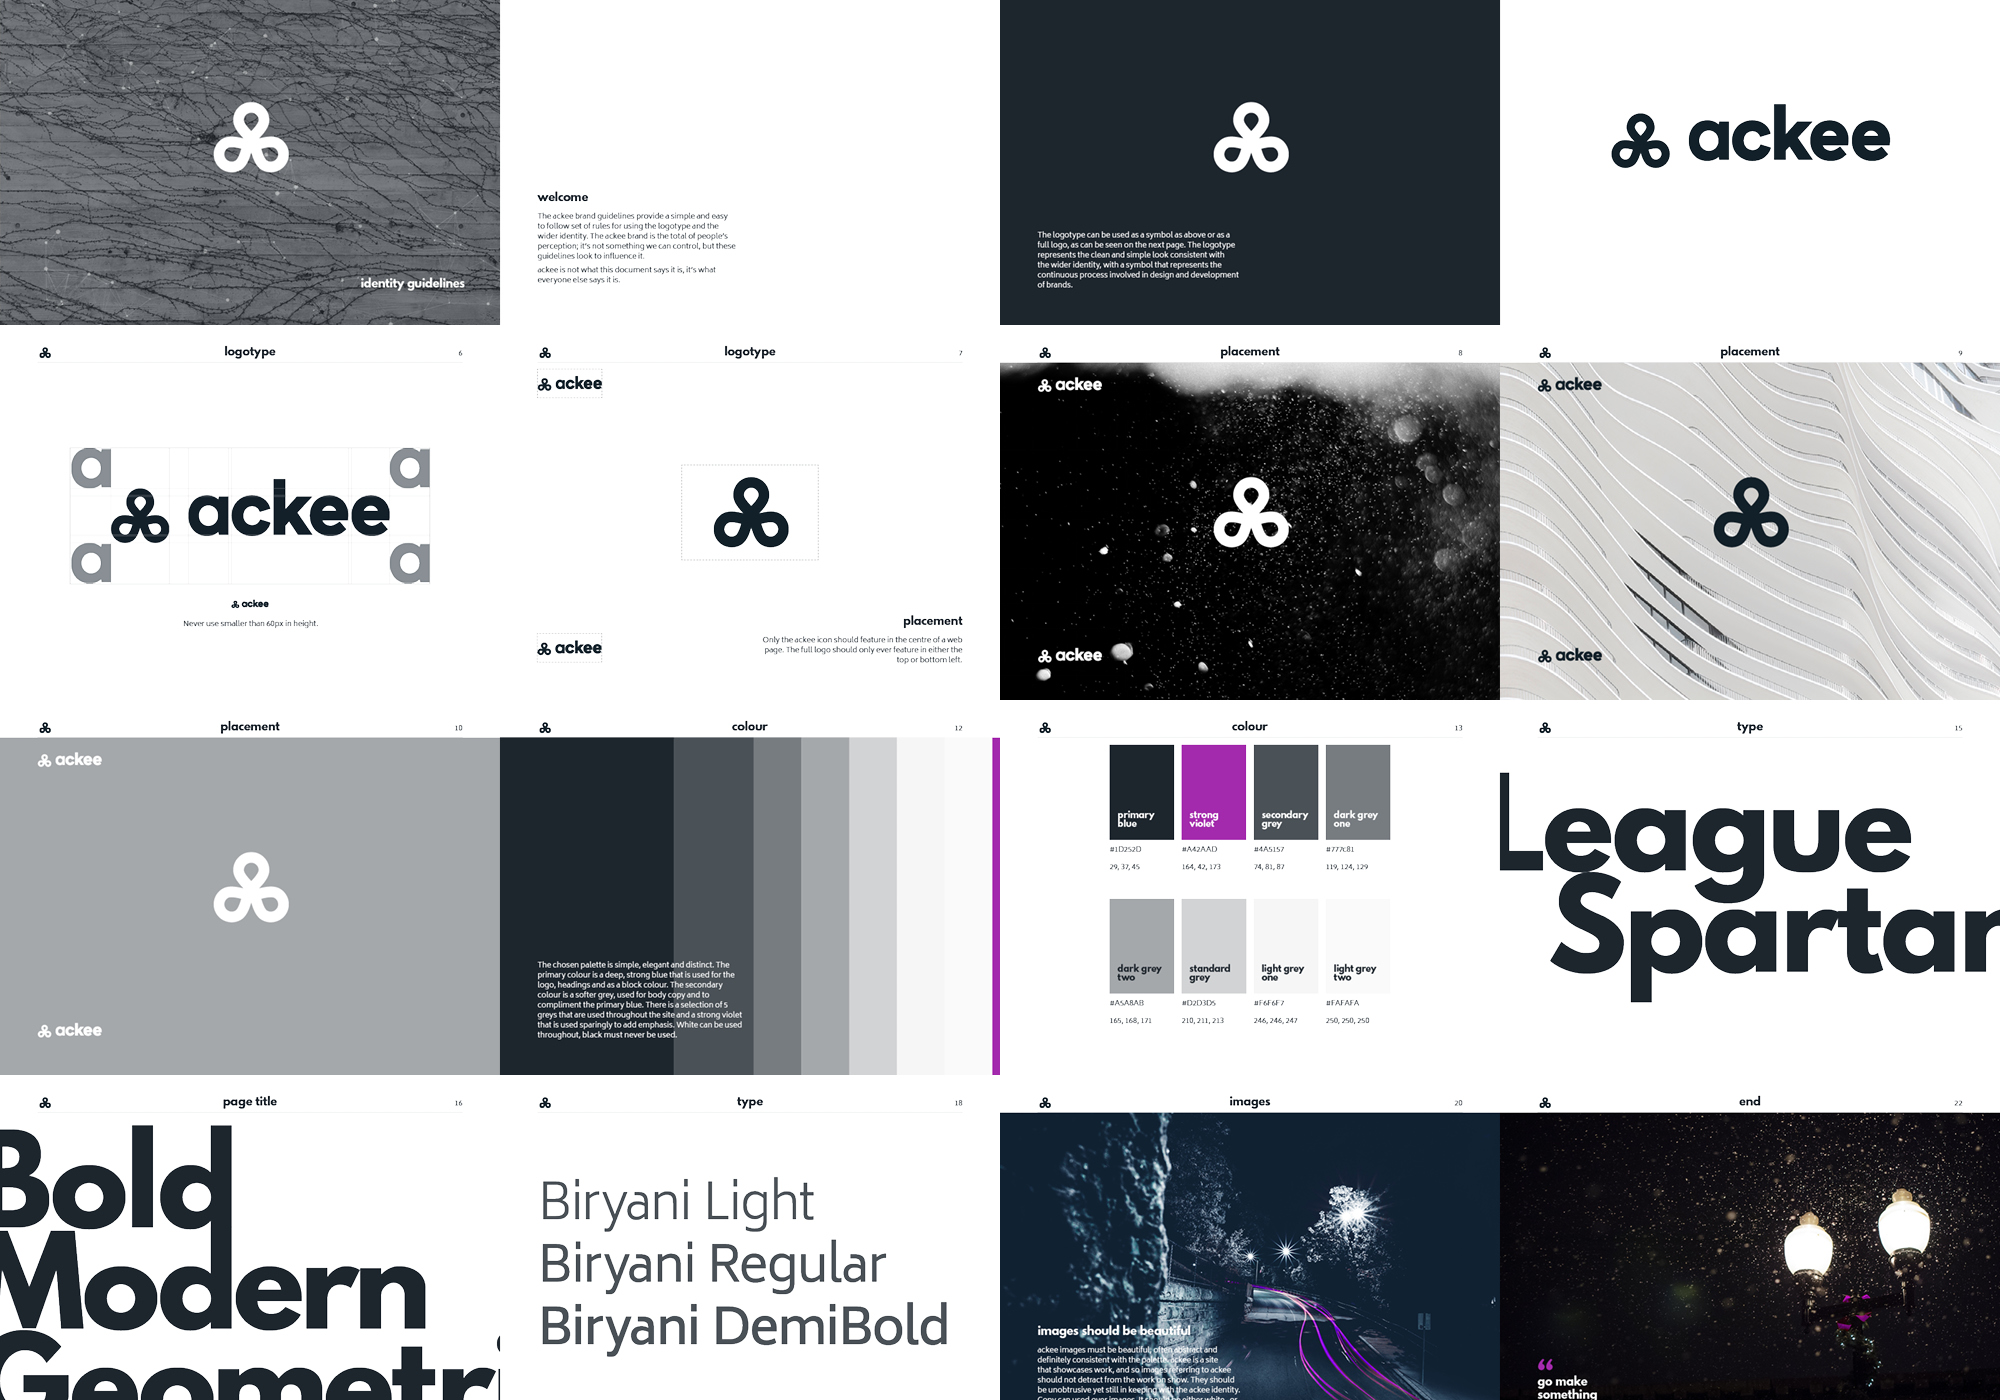 identity guidelines
welcome
The ackee brand guidelines provide a simple and easy
to follow set of rules for using the logotype and the
wider identity. The ackee brand is the total of people's
perception; it's not something we can control, but these
guidelines look to influence it.
ackee is not what this document says it is, it's what
everyone else says it is.
The logotype can be used as a symbol as above or as a
full logo, as can be seen on the next page. The logotype
represents the clean and simple look consistent with
the wider identity, with a symbol that represents the
continuous process involved in design and development
of brands.
ackee
logotype
6
a
a
ackee
a
a
ackee
Never use smaller than 60px in height.
logotype
7
ackee
placement
Only the ackee icon should feature in the centre of a web
page. The full logo should only ever feature in either the
top or bottom left.
ackee
placement
8
ackee
ackee
placement
9
ackee
ackee
placement
10
ackee
ackee
colour
12
The chosen palette is simple, elegant and distinct. The
primary colour is a deep, strong blue that is used for the
logo, headings and as a block colour. The secondary
colour is a softer grey, used for body copy and to
compliment the primary blue. There is a selection of 5
greys that are used throughout the site and a strong violet
that is used sparingly to add emphasis. White can be used
throughout, black must never be used.
colour
13
primary
blue
#1D252D
29, 37, 45
strong
violet
#A42AAD
164, 42, 173
secondary
grey
#4A5157
74, 81, 87
dark grey
one
#777c81
119, 124, 129
dark grey
two
#A5A8AB
165, 168, 171
standard
grey
#D2D3D5
210, 211, 213
light grey
one
#F6F6F7
246, 246, 247
light grey
two
#FAFAFA
250, 250, 250
type
15
League
Spartan
page title
16
Bold
Modern
Geometri
type
18
Biryani Light
Biryani Regular
Biryani DemiBold
images
20
images should be beautiful
ackee images must be beautiful, often abstract and
definitely consistent with the palette. ackee is a site
that showcases work, and so images referring to ackee
should not detract from the work on show. They should
be unobtrusive yet still in keeping with the ackee identity.
end
22
“
go make
something